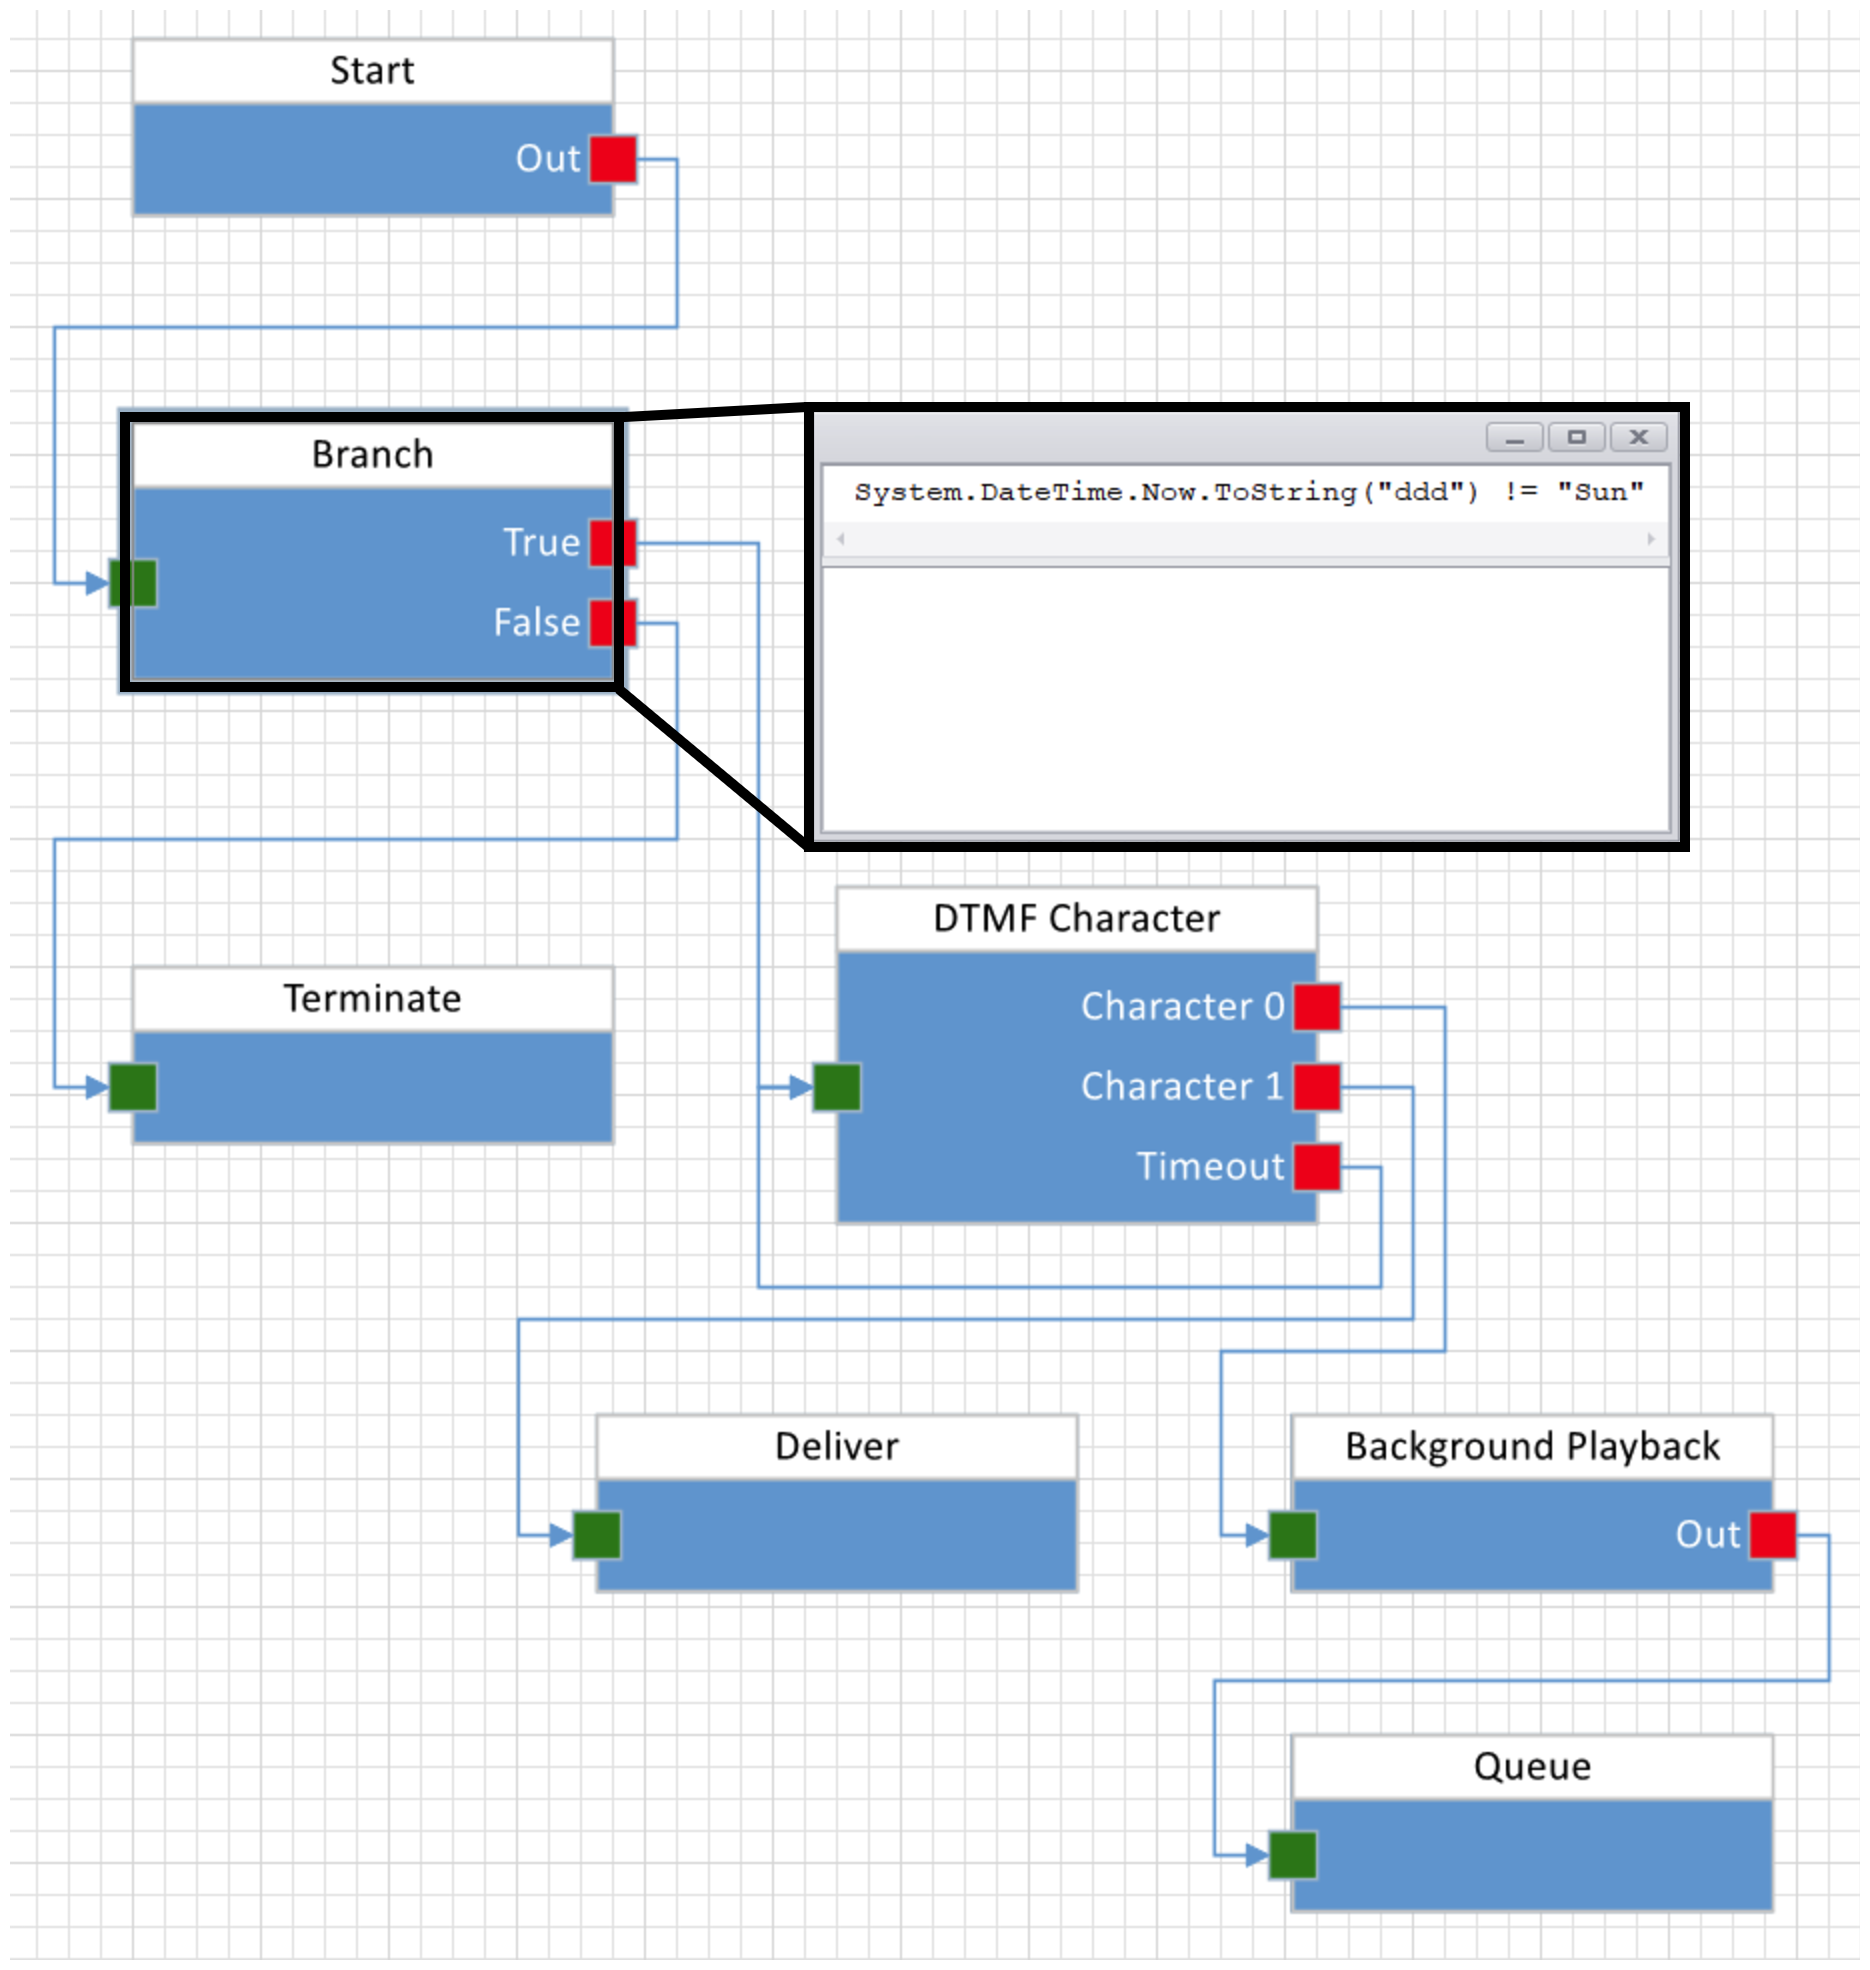 Start
Out
Branch
True
False
System.DateTime.Now.ToString("ddd") != "Sun"
DTMF Character
Character 0
Character 1
Timeout
Terminate
Deliver
Background Playback
Out
Queue